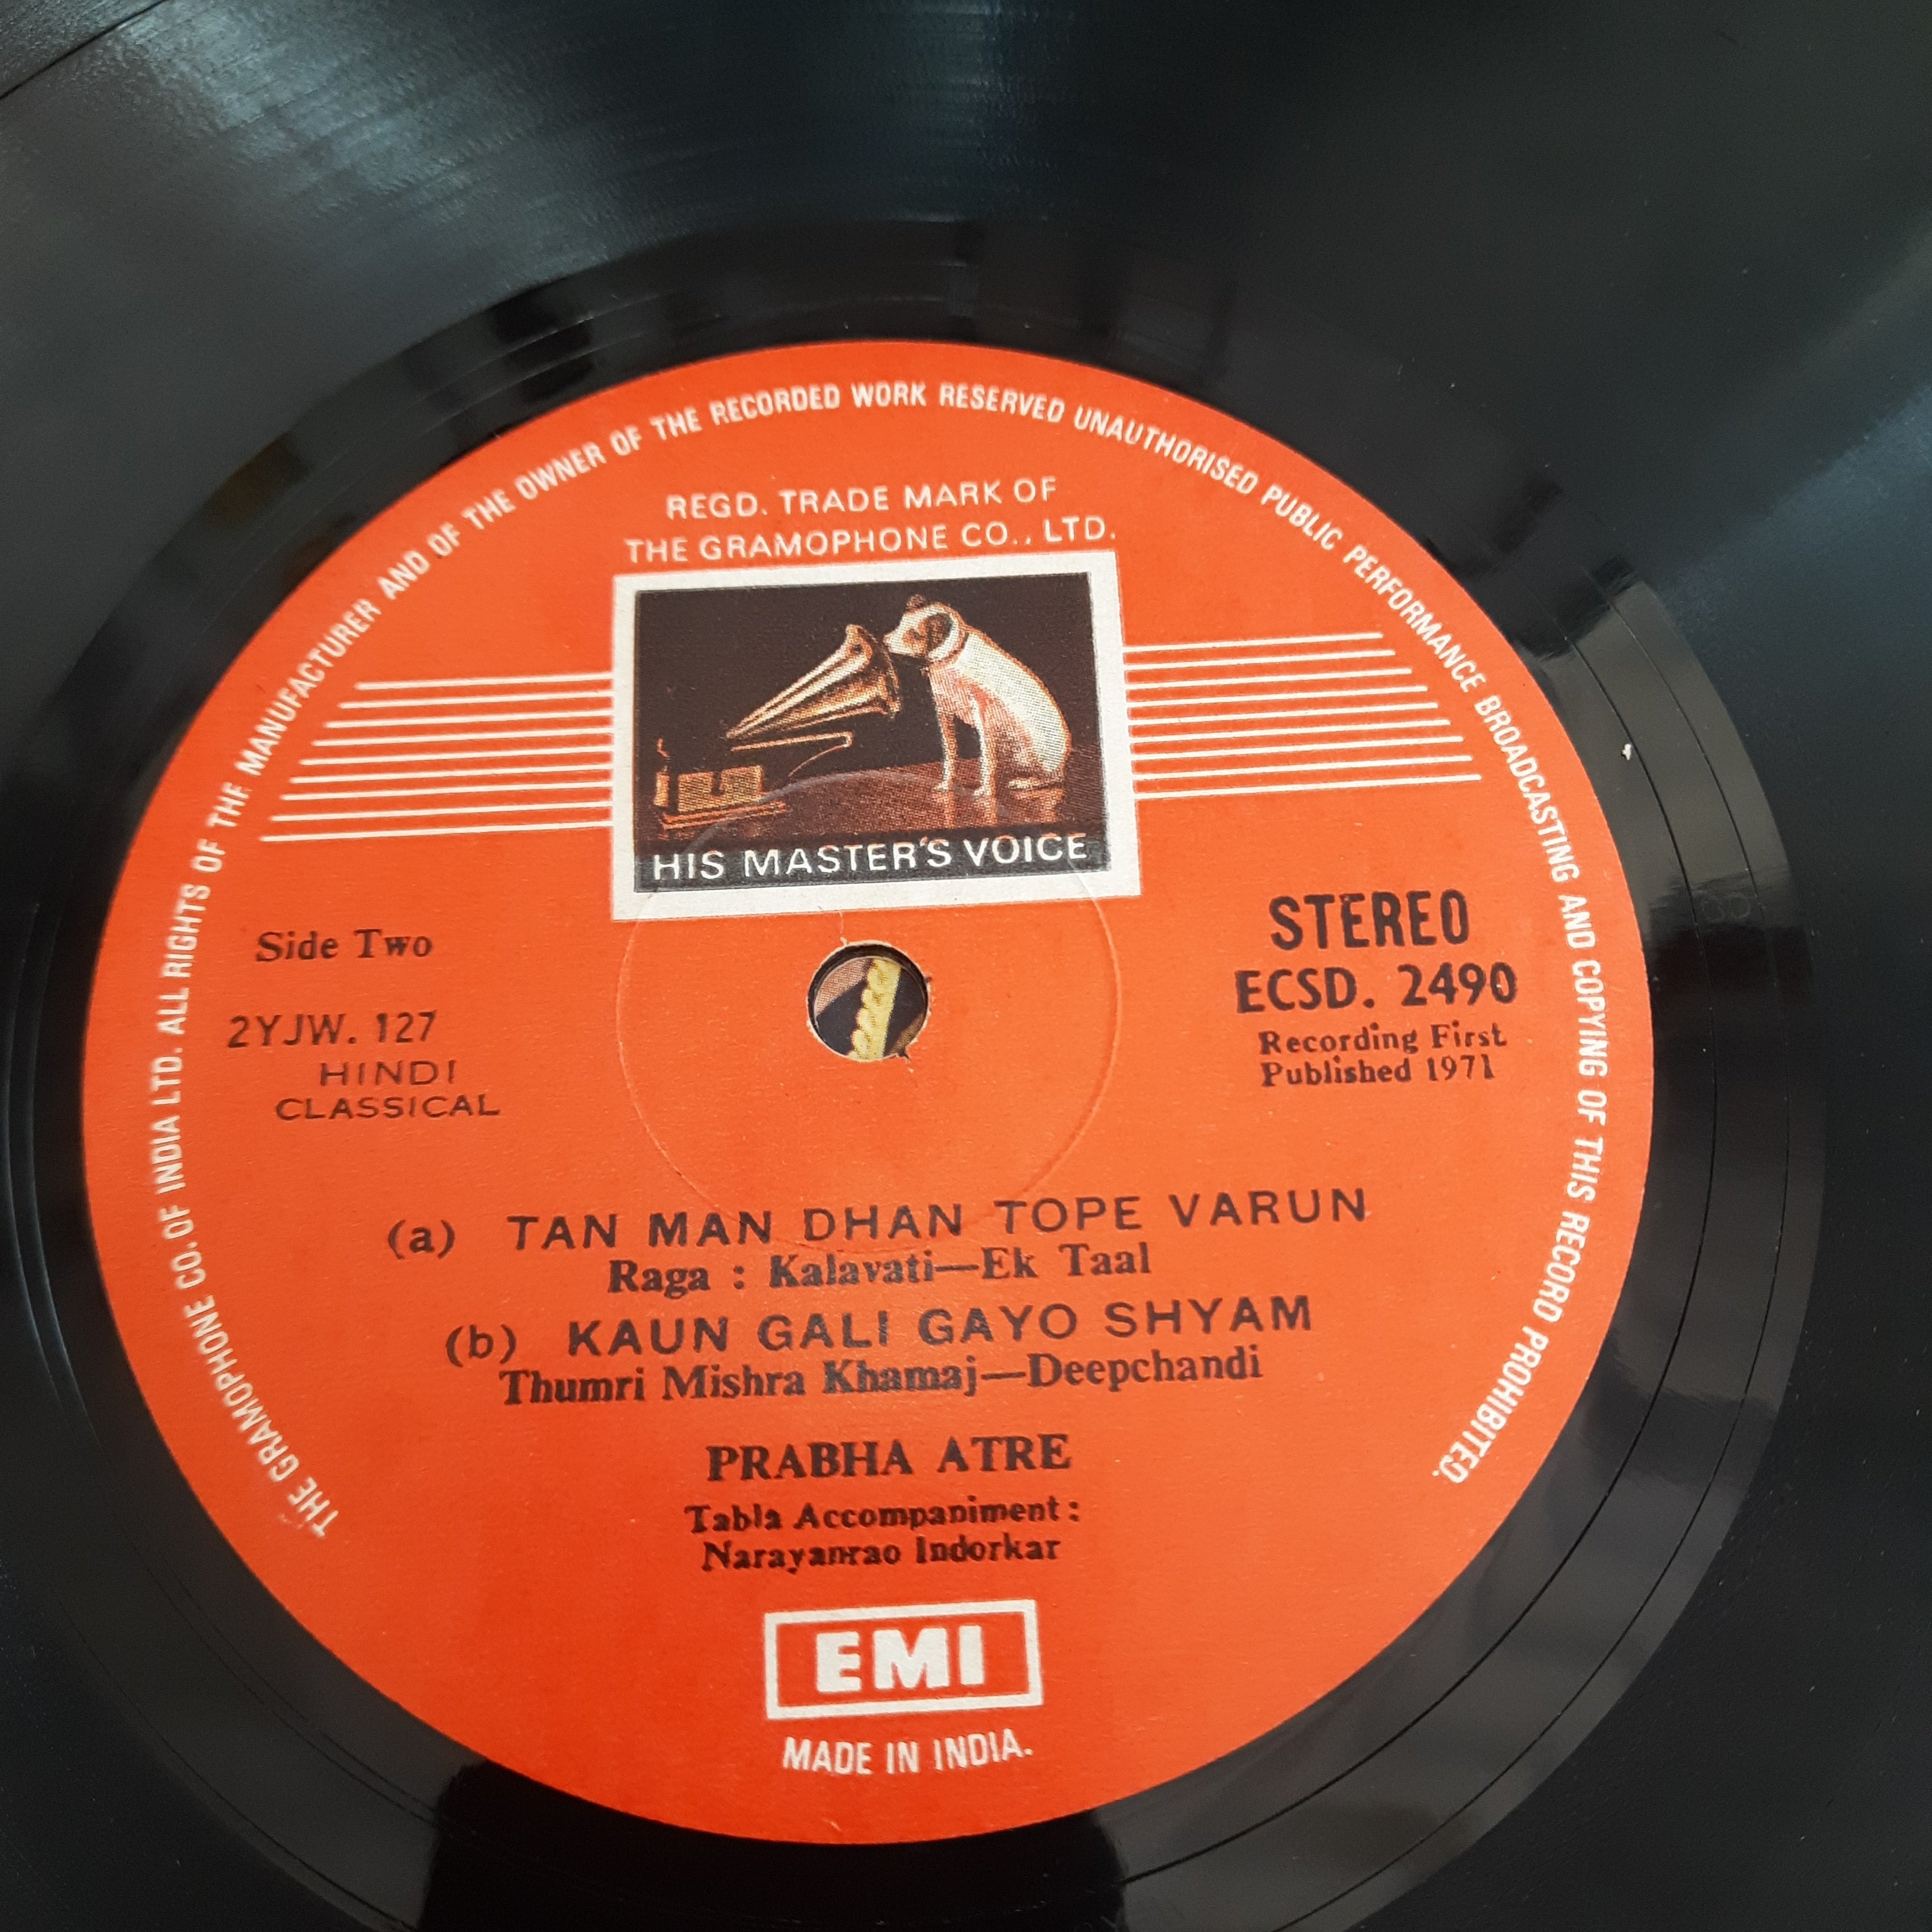 THE GRAMOPHONE CO. OF INDIA LTD. ALL RIGHTS OF THE MANUFACTURER AND OF THE OWNER OF THE RECORDED WORK RESERVED UNAUTHORISED PUBLIC PERFORMANCE BROADCASTING AND COPYING OF THIS RECORD PROHIBITED.
REGD. TRADE MARK OF
THE GRAMOPHONE CO., LTD.
HIS MASTER'S VOICE
Side Two
2YJW. 127
HINDI
CLASSICAL
STEREO
ECSD. 2490
Recording First
Published 1971
(a) TAN MAN DHAN TOPE VARUN
Raga : Kalavati—Ek Taal
(b) KAUN GALI GAYO SHYAM
Thumri Mishra Khamaj—Deepchandi
PRABHA ATRE
Tabla Accompaniment :
Narayanrao Indorkar
EMI
MADE IN INDIA.